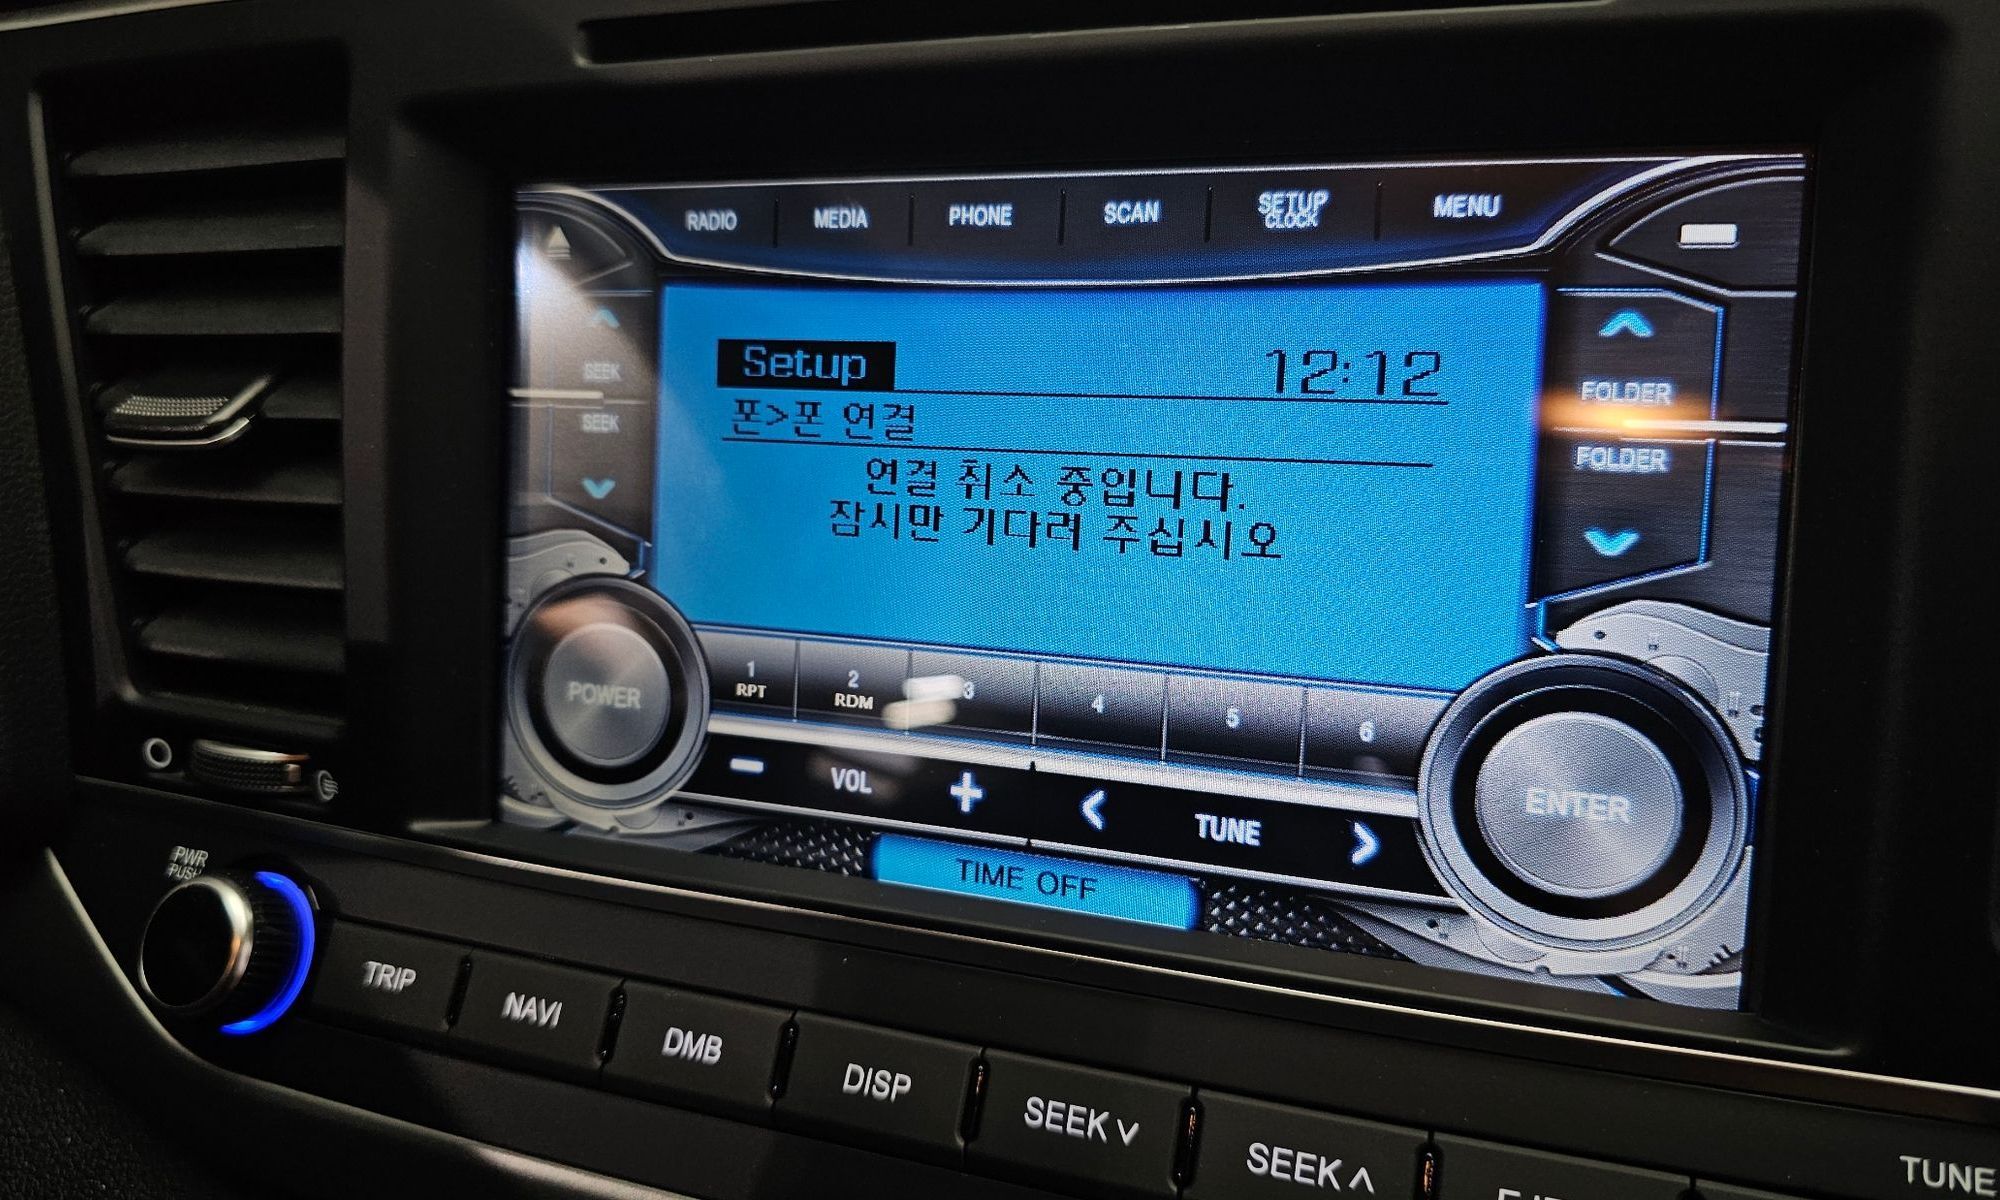 RADIO MEDIA PHONE SCAN SETUP CLOCK MENU
Setup 12:12
폰>폰 연결
연결 취소 중입니다.
잠시만 기다려 주십시오
SEEK
SEEK
FOLDER
FOLDER
POWER
1 RPT 2 RDM 3 4 5 6
- VOL + < TUNE >
ENTER
TIME OFF
PWR
PUSH
TRIP NAVI DMB DISP SEEK ∨ SEEK ∧
TUNE